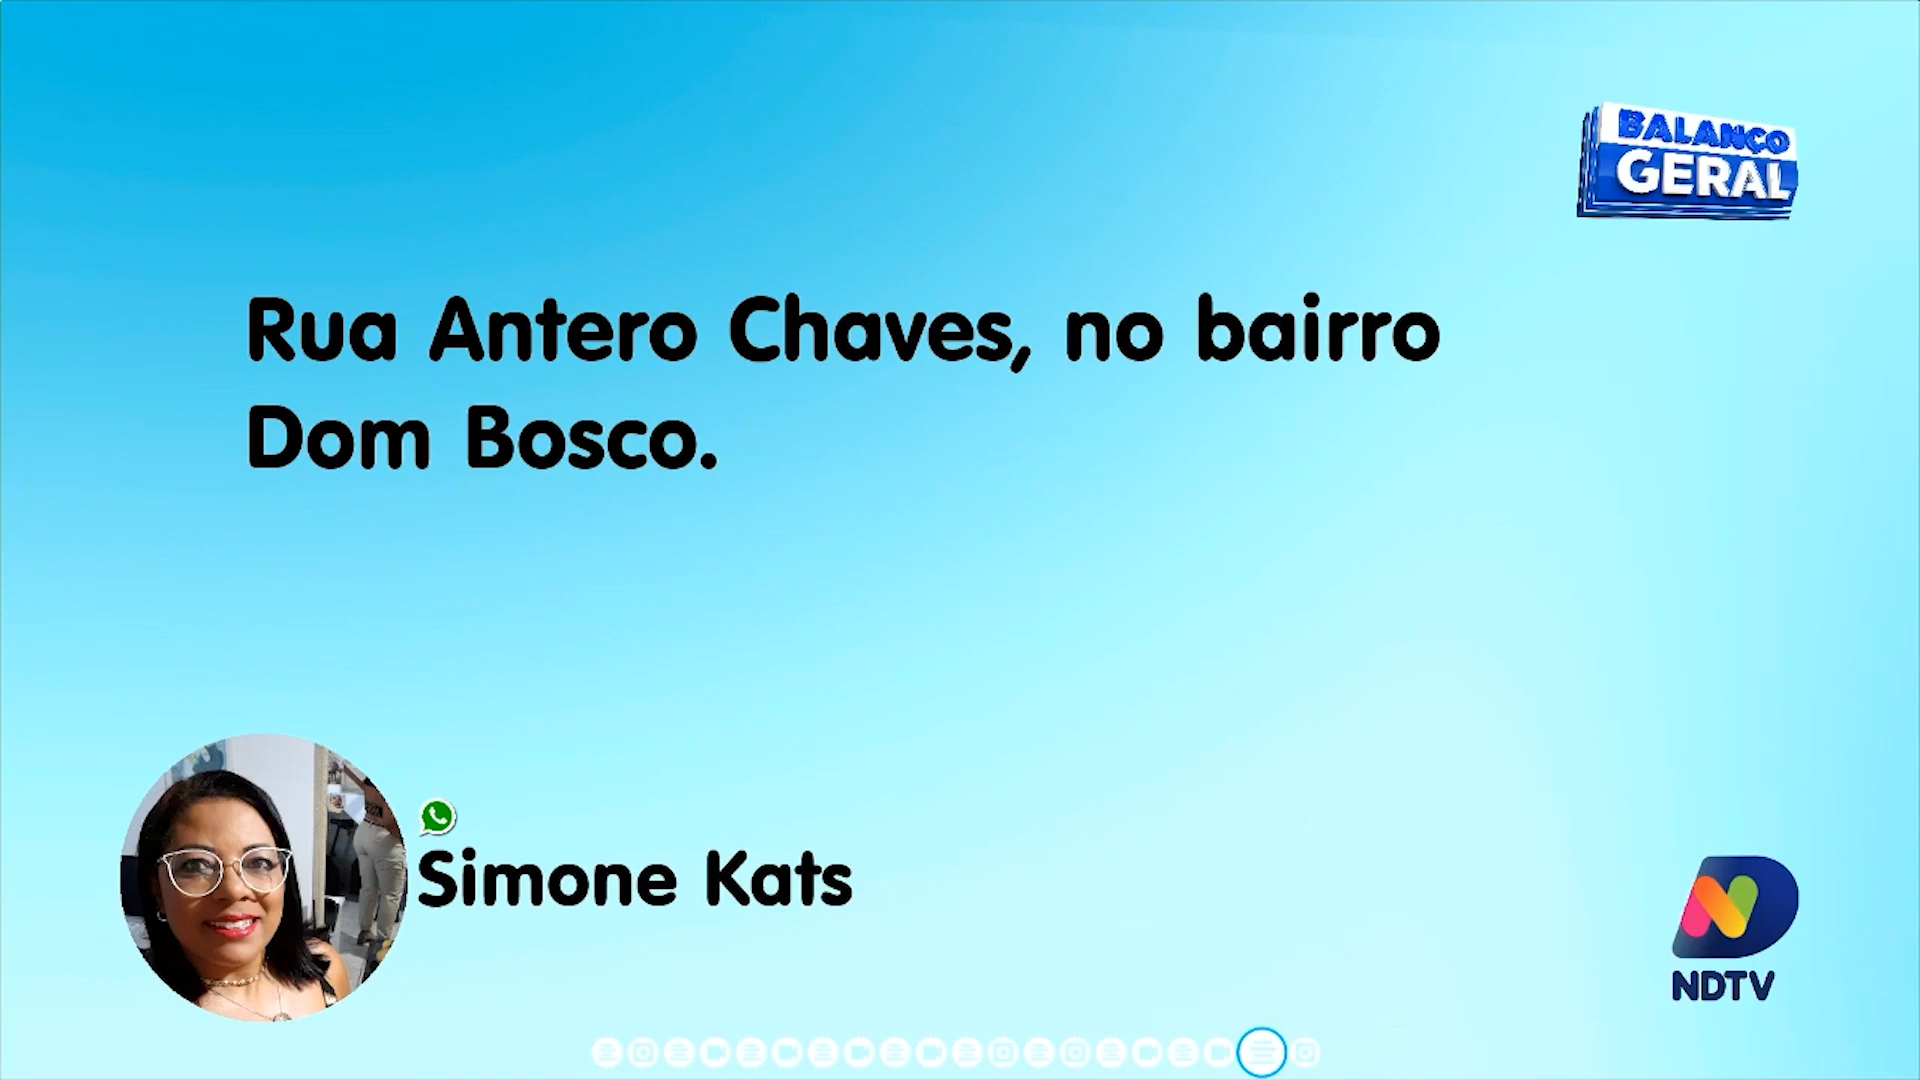 BALANÇO
GERAL
Rua Antero Chaves, no bairro
Dom Bosco.
Simone Kats
NDTV